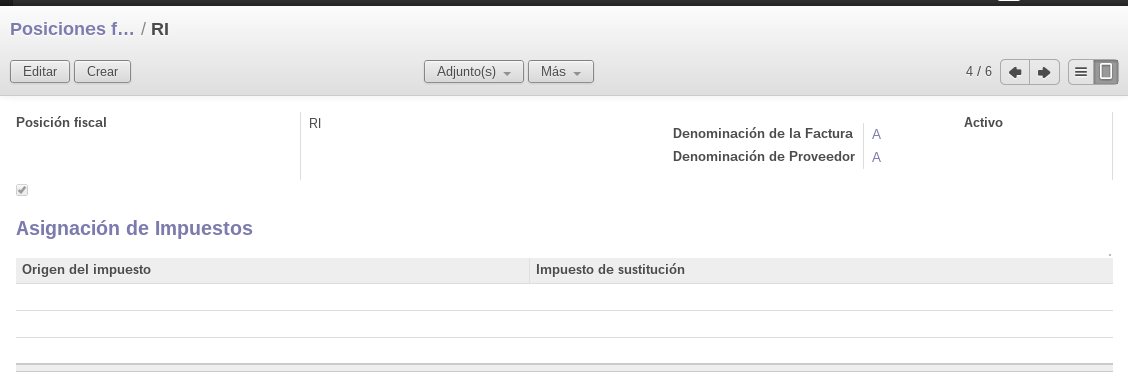 Posiciones f... / RI
Editar Crear Adjunto(s) Más 4 / 6
Posición fiscal RI Activo
Denominación de la Factura A
Denominación de Proveedor A
Asignación de Impuestos
Origen del impuesto Impuesto de sustitución